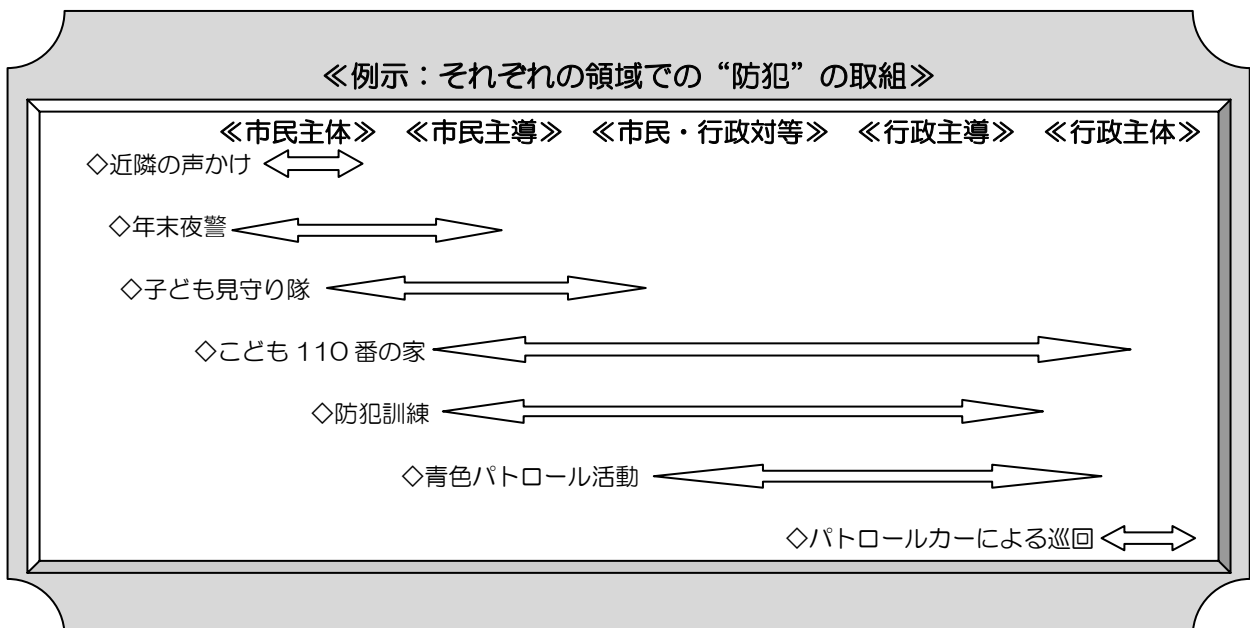 ≪例示：それぞれの領域での“防犯”の取組≫
≪市民主体≫ ≪市民主導≫ ≪市民・行政対等≫ ≪行政主導≫ ≪行政主体≫
◇近隣の声かけ
◇年末夜警
◇子ども見守り隊
◇こども110番の家
◇防犯訓練
◇青色パトロール活動
◇パトロールカーによる巡回